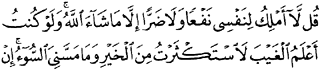 قُل لَّآ أَمۡلِكُ لِنَفۡسِي نَفۡعٗا وَلَا ضَرًّا إِلَّا مَا شَآءَ ٱللَّهُۚ وَلَوۡ كُنتُ
أَعۡلَمُ ٱلۡغَيۡبَ لَٱسۡتَكۡثَرۡتُ مِنَ ٱلۡخَيۡرِ وَمَا مَسَّنِيَ ٱلسُّوٓءُۚ إِنۡ